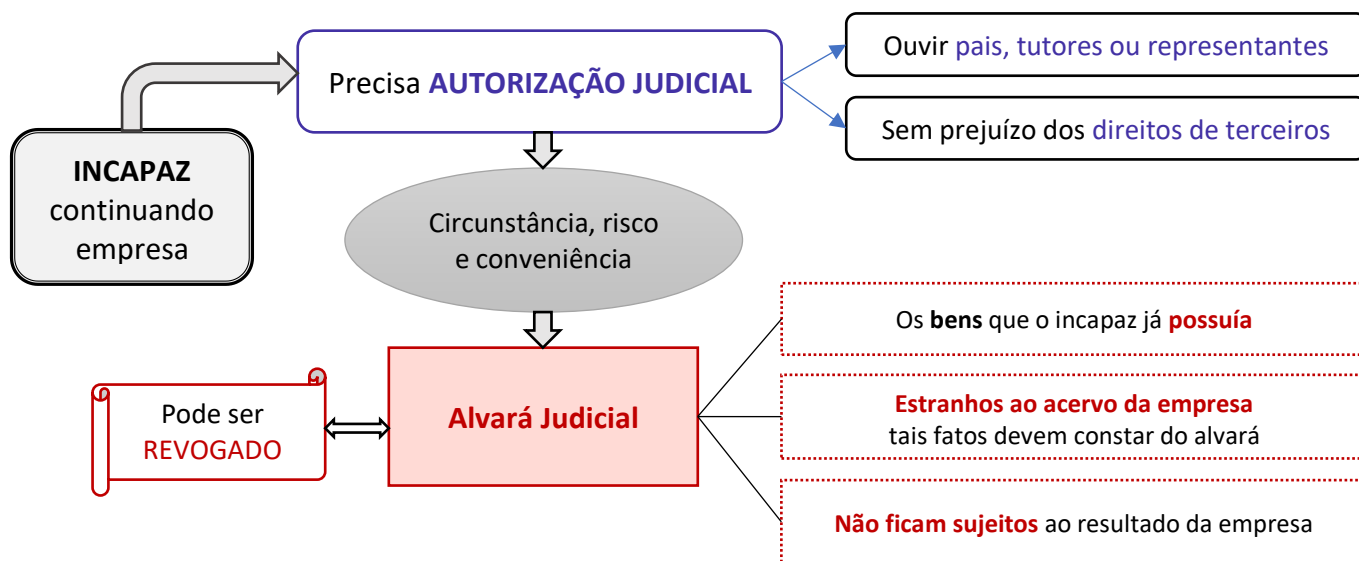 INCAPAZ
continuando
empresa
Precisa AUTORIZAÇÃO JUDICIAL
Ouvir pais, tutores ou representantes
Sem prejuízo dos direitos de terceiros
Circunstância, risco
e conveniência
Alvará Judicial
Pode ser
REVOGADO
Os bens que o incapaz já possuía
Estranhos ao acervo da empresa
tais fatos devem constar do alvará
Não ficam sujeitos ao resultado da empresa